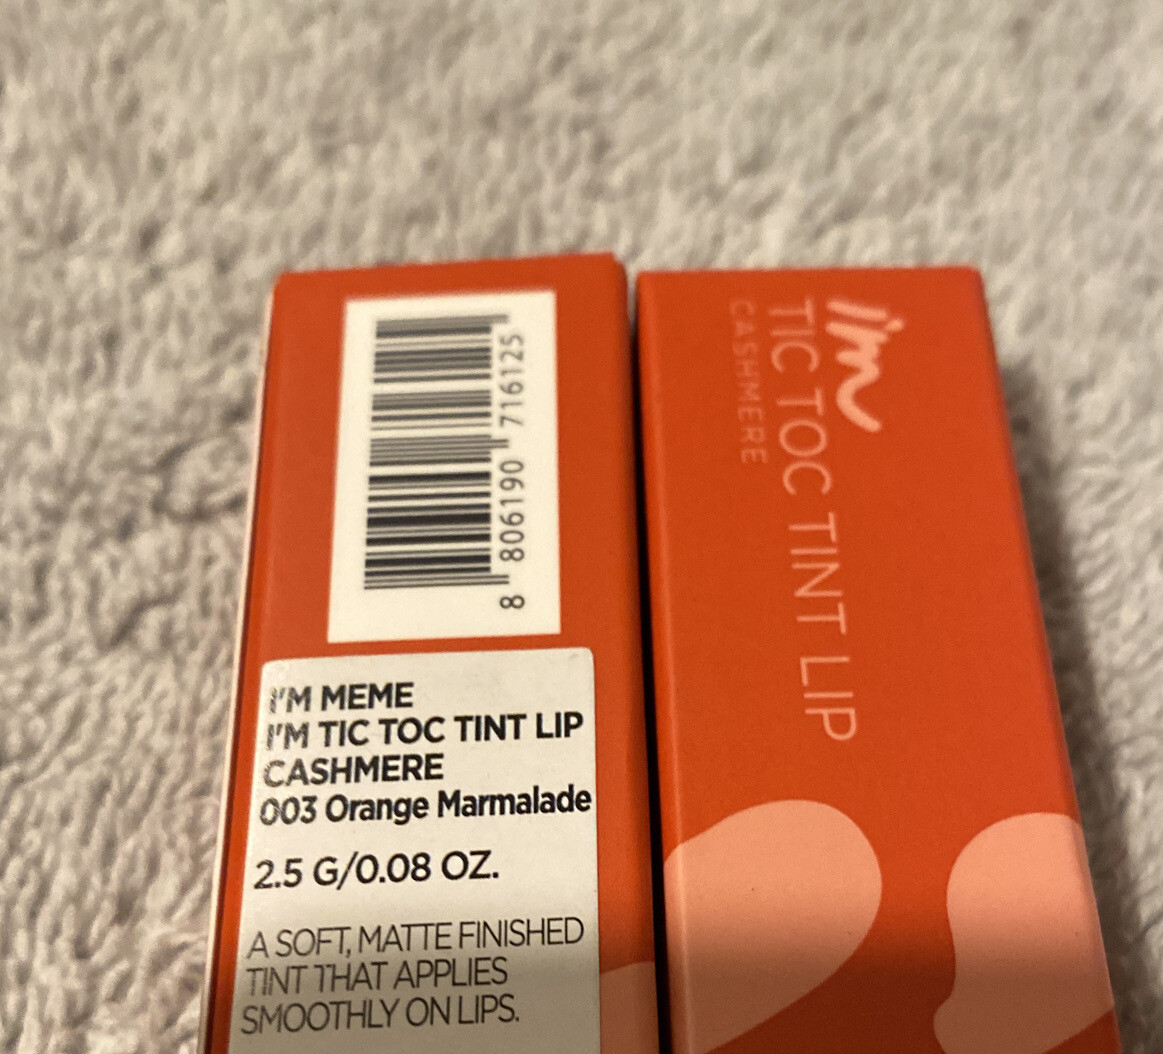 8 806190 716125
I'M MEME
I'M TIC TOC TINT LIP
CASHMERE
003 Orange Marmalade
2.5 G/0.08 OZ.
A SOFT, MATTE FINISHED
TINT THAT APPLIES
SMOOTHLY ON LIPS.
I'm
TIC TOC TINT LIP
CASHMERE